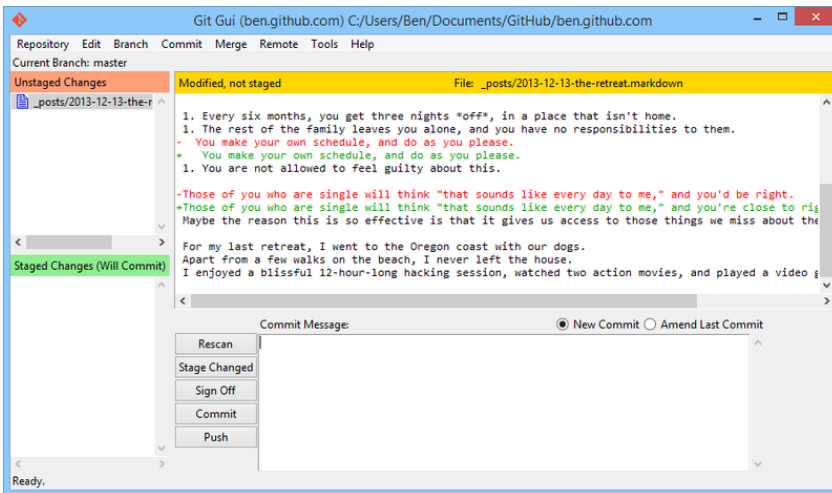 Git Gui (ben.github.com) C:/Users/Ben/Documents/GitHub/ben.github.com
Repository Edit Branch Commit Merge Remote Tools Help
Current Branch: master
Unstaged Changes
_posts/2013-12-13-the-r
Staged Changes (Will Commit)
Modified, not staged File: _posts/2013-12-13-the-retreat.markdown
1. Every six months, you get three nights *off*, in a place that isn't home.
1. The rest of the family leaves you alone, and you have no responsibilities to them.
- You make your own schedule, and do as you please.
+ You make your own schedule, and do as you please.
1. You are not allowed to feel guilty about this.
-Those of you who are single will think "that sounds like every day to me," and you'd be right.
+Those of you who are single will think "that sounds like every day to me," and you're close to rig
Maybe the reason this is so effective is that it gives us access to those things we miss about the
For my last retreat, I went to the Oregon coast with our dogs.
Apart from a few walks on the beach, I never left the house.
I enjoyed a blissful 12-hour-long hacking session, watched two action movies, and played a video g
Commit Message: New Commit Amend Last Commit
Rescan
Stage Changed
Sign Off
Commit
Push
Ready.